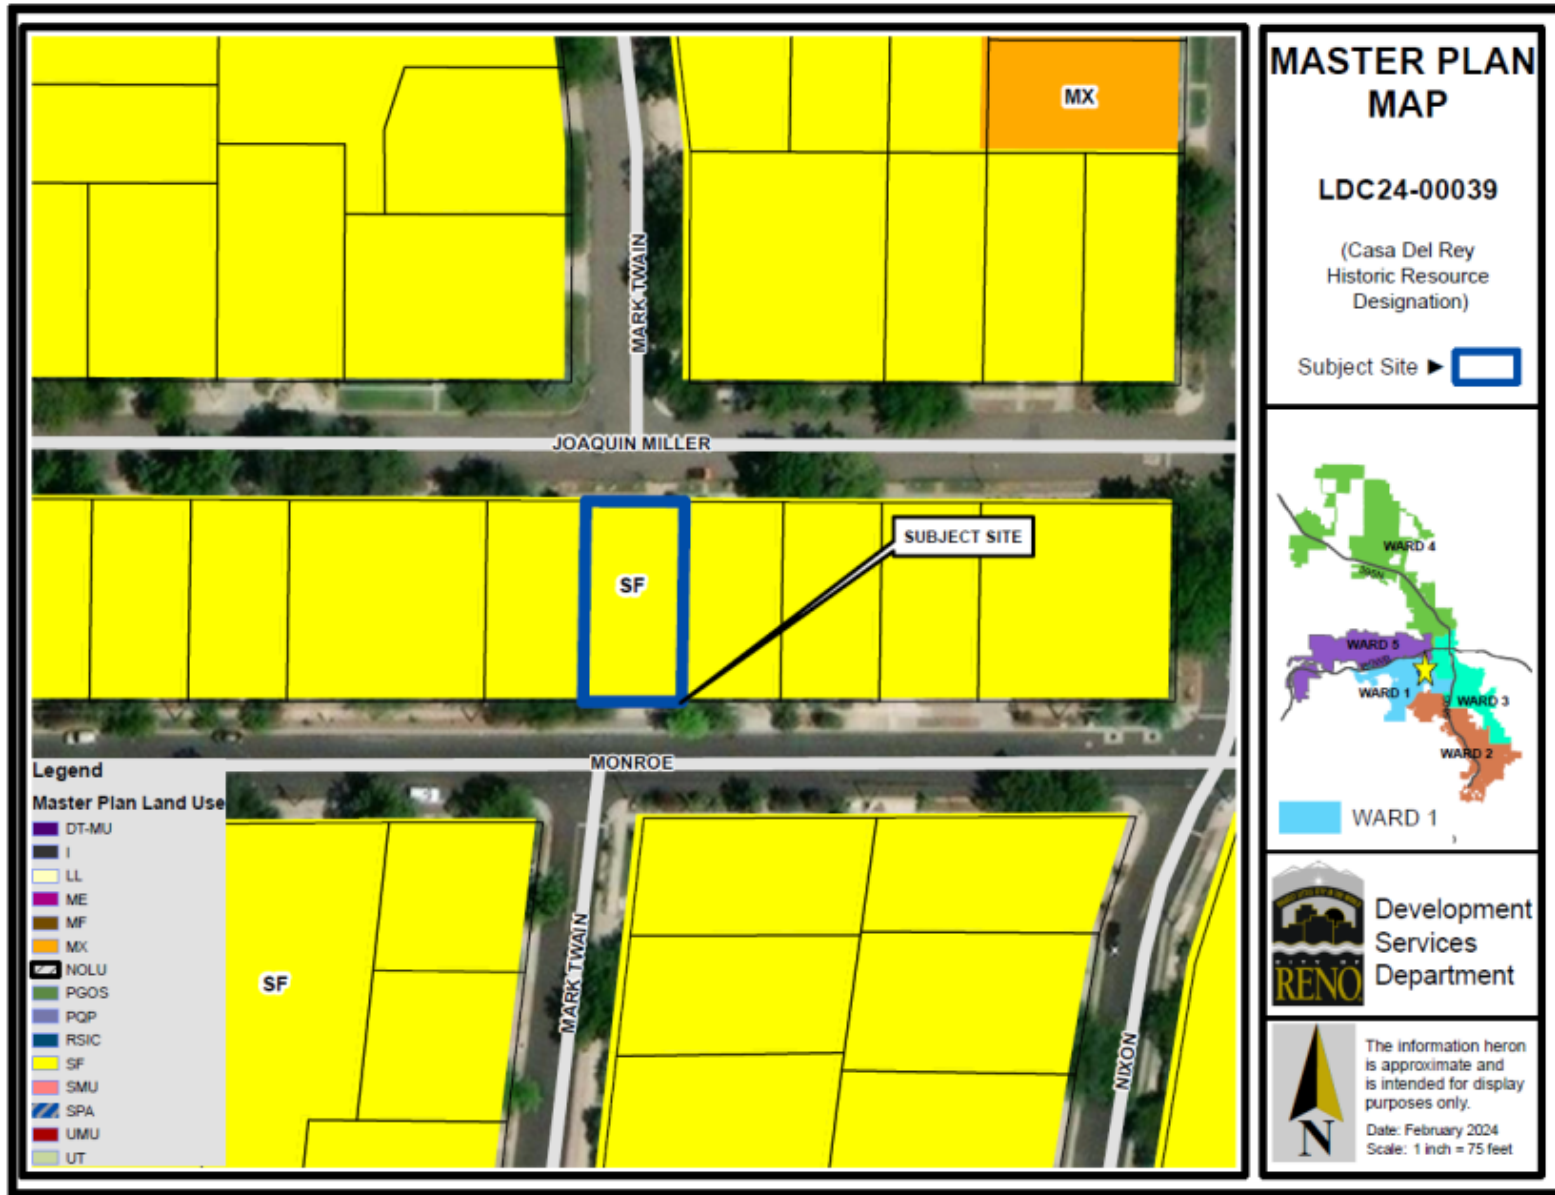 MX
MARK TWAIN
JOAQUIN MILLER
SUBJECT SITE
SF
MONROE
Legend
Master Plan Land Use
DT-MU
I
LL
ME
MF
MX
NOLU
PGOS
PQP
RSIC
SF
SMU
SPA
UMU
UT
SF
MARK TWAIN
NIXON
MASTER PLAN
MAP
LDC24-00039
(Casa Del Rey
Historic Resource
Designation)
Subject Site ►
WARD 4
395N
WARD 5
WARD 1
WARD 3
WARD 2
WARD 1
RENO
Development
Services
Department
N
The information heron
is approximate and
is intended for display
purposes only.
Date: February 2024
Scale: 1 inch = 75 feet